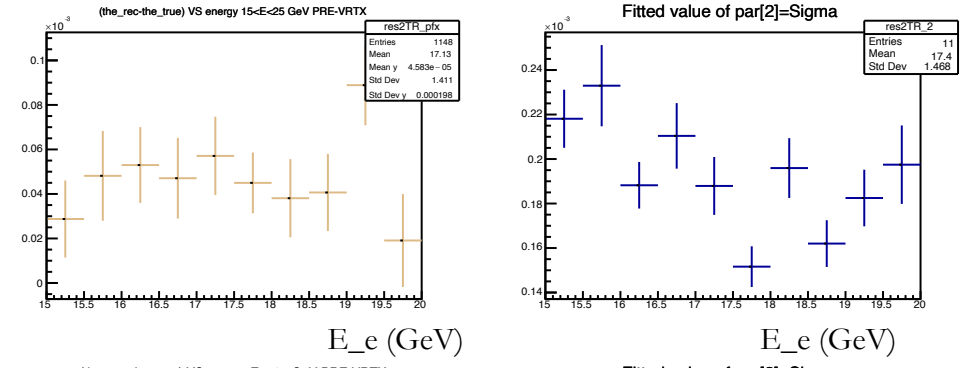 (the_rec-the_true) VS energy 15<E<25 GeV PRE-VRTX
×10⁻³
res2TR_pfx
Entries 1148
Mean 17.13
Mean y 4.583e−05
Std Dev 1.411
Std Dev y 0.000198
0.1
0.08
0.06
0.04
0.02
0
15 15.5 16 16.5 17 17.5 18 18.5 19 19.5 20
E_e (GeV)
Fitted value of par[2]=Sigma
×10⁻³
res2TR_2
Entries 11
Mean 17.4
Std Dev 1.468
0.24
0.22
0.2
0.18
0.16
0.14
15 15.5 16 16.5 17 17.5 18 18.5 19 19.5 20
E_e (GeV)